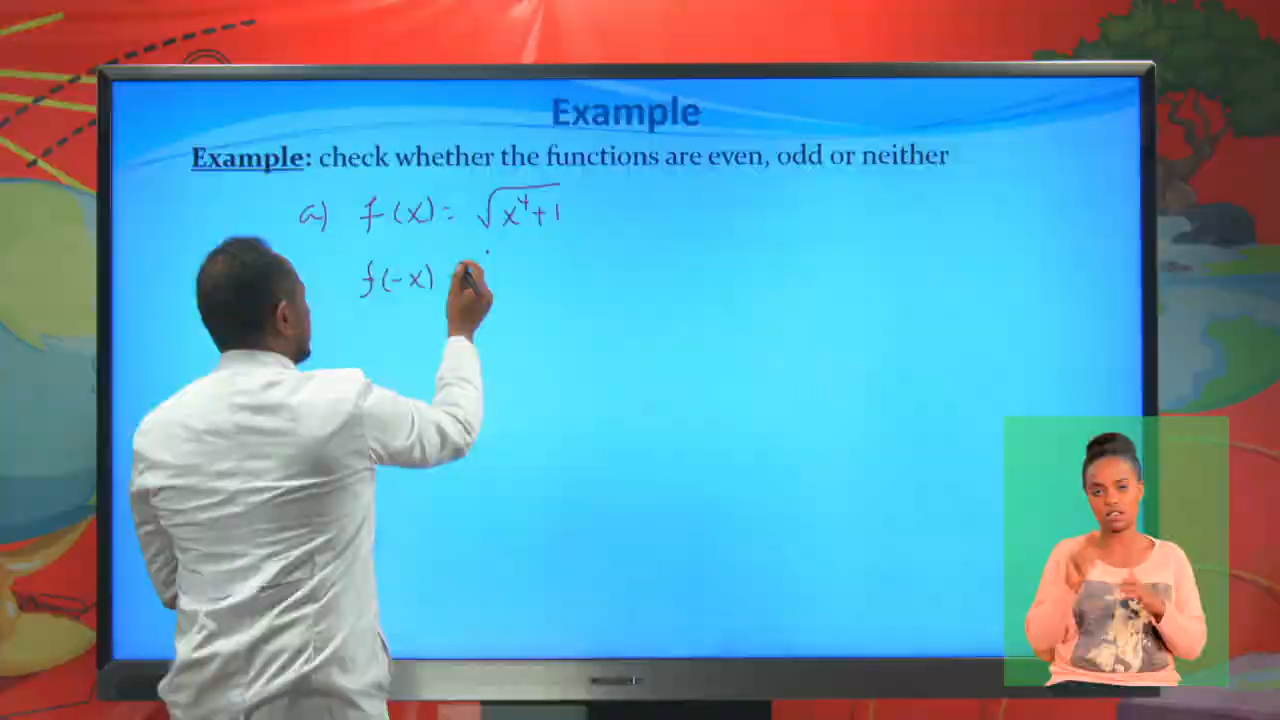 Example
Example: check whether the functions are even, odd or neither
a) f(x) = √x⁴+1
f(-x)